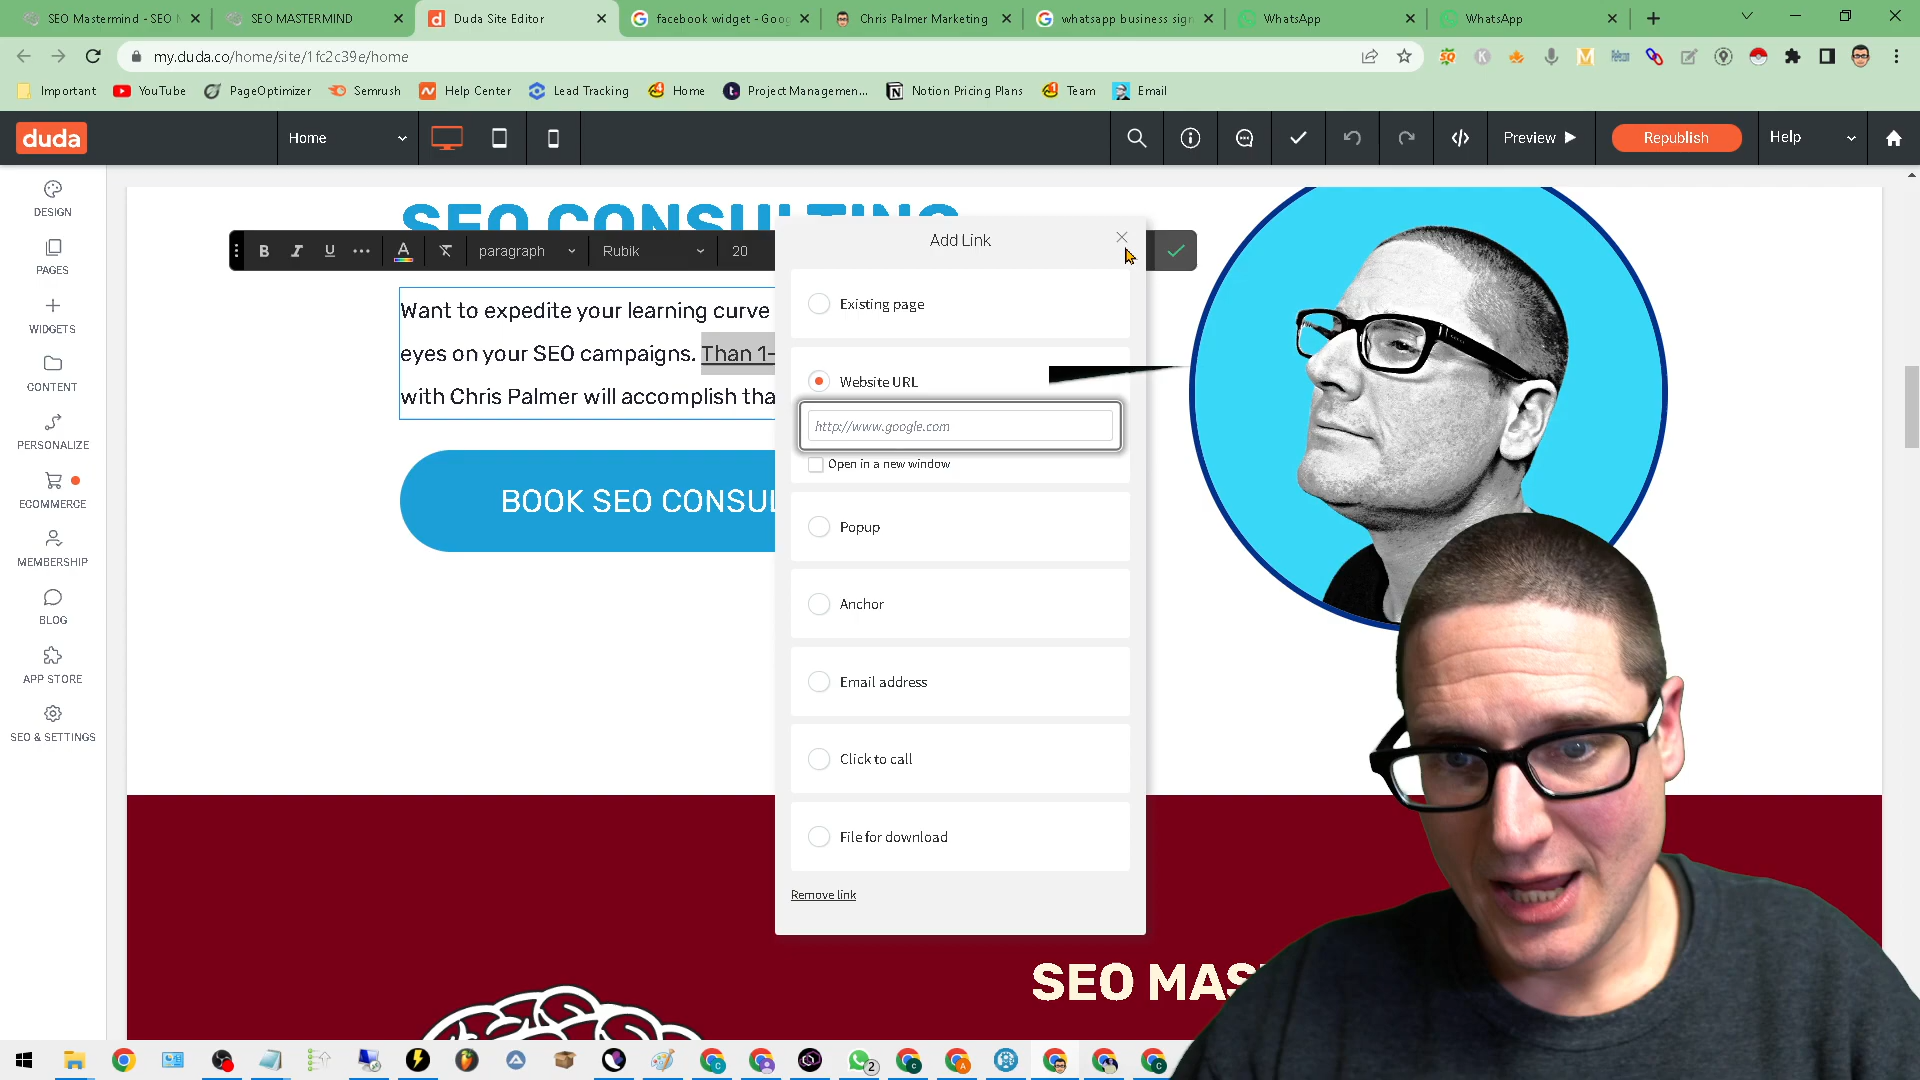 SEO Mastermind - SEO M
SEO MASTERMIND
Duda Site Editor
facebook widget - Goog
Chris Palmer Marketing
whatsapp business sign
WhatsApp
WhatsApp
my.duda.co/home/site/1fc2c39e/home
Important
YouTube
PageOptimizer
Semrush
Help Center
Lead Tracking
Home
Project Managemen...
Notion Pricing Plans
Team
Email
duda
Home
Preview
Republish
Help
DESIGN
PAGES
WIDGETS
CONTENT
PERSONALIZE
ECOMMERCE
MEMBERSHIP
BLOG
APP STORE
SEO & SETTINGS
SEO CONSULTING
B I U ... A paragraph Rubik 20
Want to expedite your learning curve
eyes on your SEO campaigns. Than 1-
with Chris Palmer will accomplish tha
BOOK SEO CONSUL
Add Link
Existing page
Website URL
http://www.google.com
Open in a new window
Popup
Anchor
Email address
Click to call
File for download
Remove link
SEO MAS
2